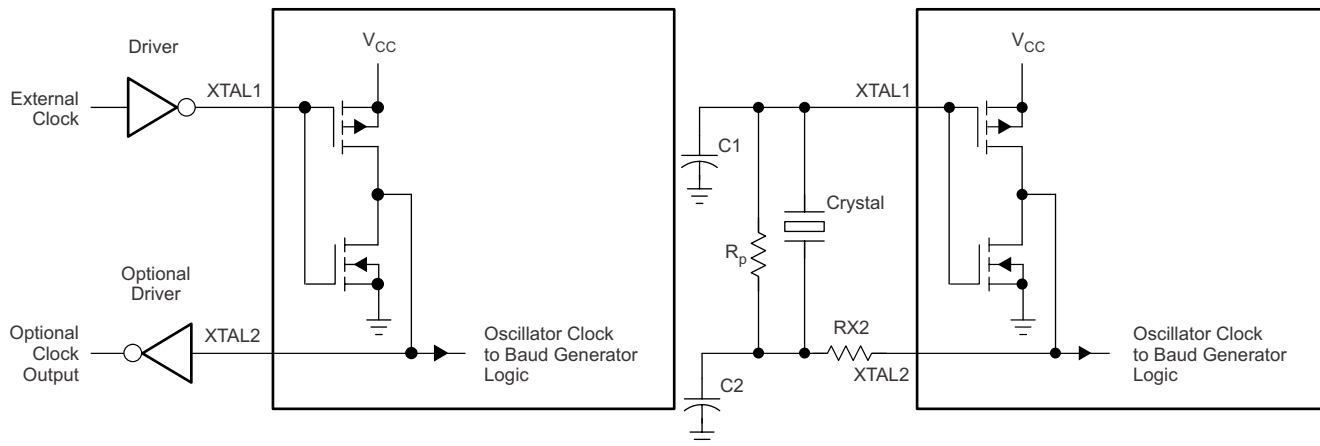 Driver
V_CC
External
Clock
XTAL1
Optional
Driver
Optional
Clock
Output
XTAL2
Oscillator Clock
to Baud Generator
Logic
V_CC
XTAL1
C1
Crystal
R_p
RX2
XTAL2
C2
Oscillator Clock
to Baud Generator
Logic